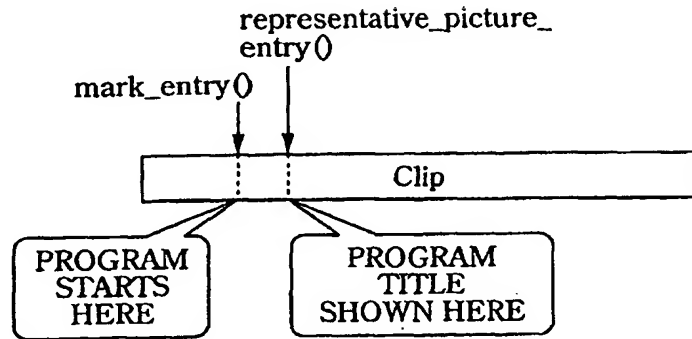 representative_picture_
entry()
mark_entry()
Clip
PROGRAM
STARTS
HERE
PROGRAM
TITLE
SHOWN HERE